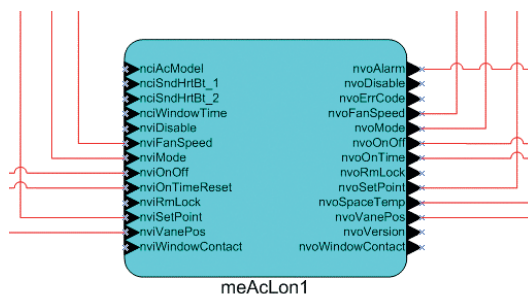 nciAcModel nvoAlarm
nciSndHrtBt_1 nvoDisable
nciSndHrtBt_2 nvoErrCode
nciWindowTime nvoFanSpeed
nviDisable nvoMode
nviFanSpeed nvoOnOff
nviMode nvoOnTime
nviOnOff nvoRmLock
nviOnTimeReset nvoSetPoint
nviRmLock nvoSpaceTemp
nviSetPoint nvoVanePos
nviVanePos nvoVersion
nviWindowContact nvoWindowContact
meAcLon1